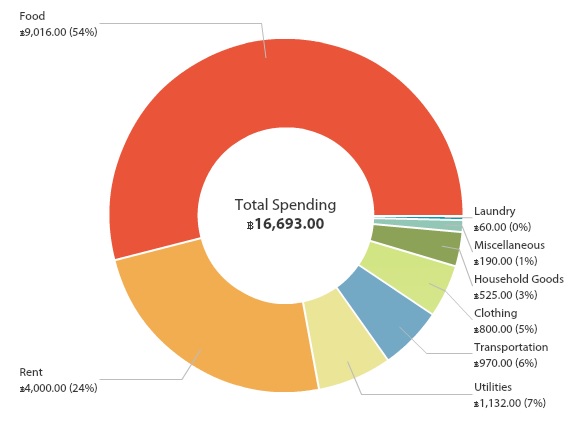 Food
฿9,016.00 (54%)
Total Spending
฿16,693.00
Laundry
฿60.00 (0%)
Miscellaneous
฿190.00 (1%)
Household Goods
฿525.00 (3%)
Clothing
฿800.00 (5%)
Transportation
฿970.00 (6%)
Utilities
฿1,132.00 (7%)
Rent
฿4,000.00 (24%)